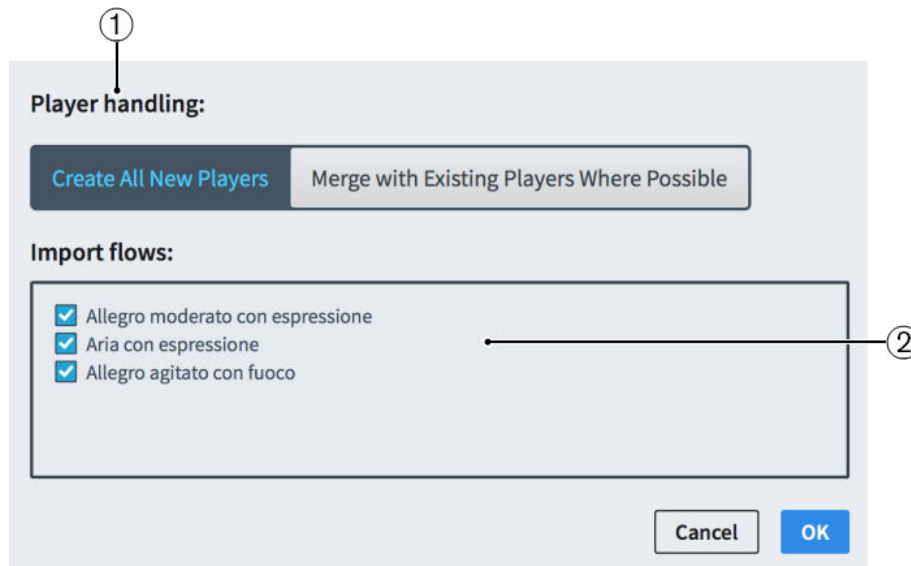 1
Player handling:
Create All New Players Merge with Existing Players Where Possible
Import flows:
Allegro moderato con espressione
Aria con espressione
2
Allegro agitato con fuoco
Cancel OK